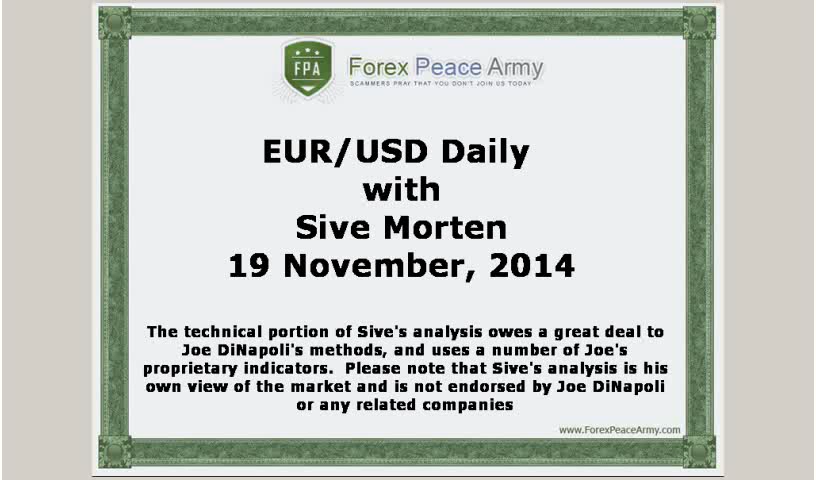 FPA
Forex Peace Army
SCAMMERS PRAY THAT YOU DON'T JOIN US TODAY
EUR/USD Daily
with
Sive Morten
19 November, 2014
The technical portion of Sive's analysis owes a great deal to
Joe DiNapoli's methods, and uses a number of Joe's
proprietary indicators.  Please note that Sive's analysis is his
own view of the market and is not endorsed by Joe DiNapoli
or any related companies
www.ForexPeaceArmy.com